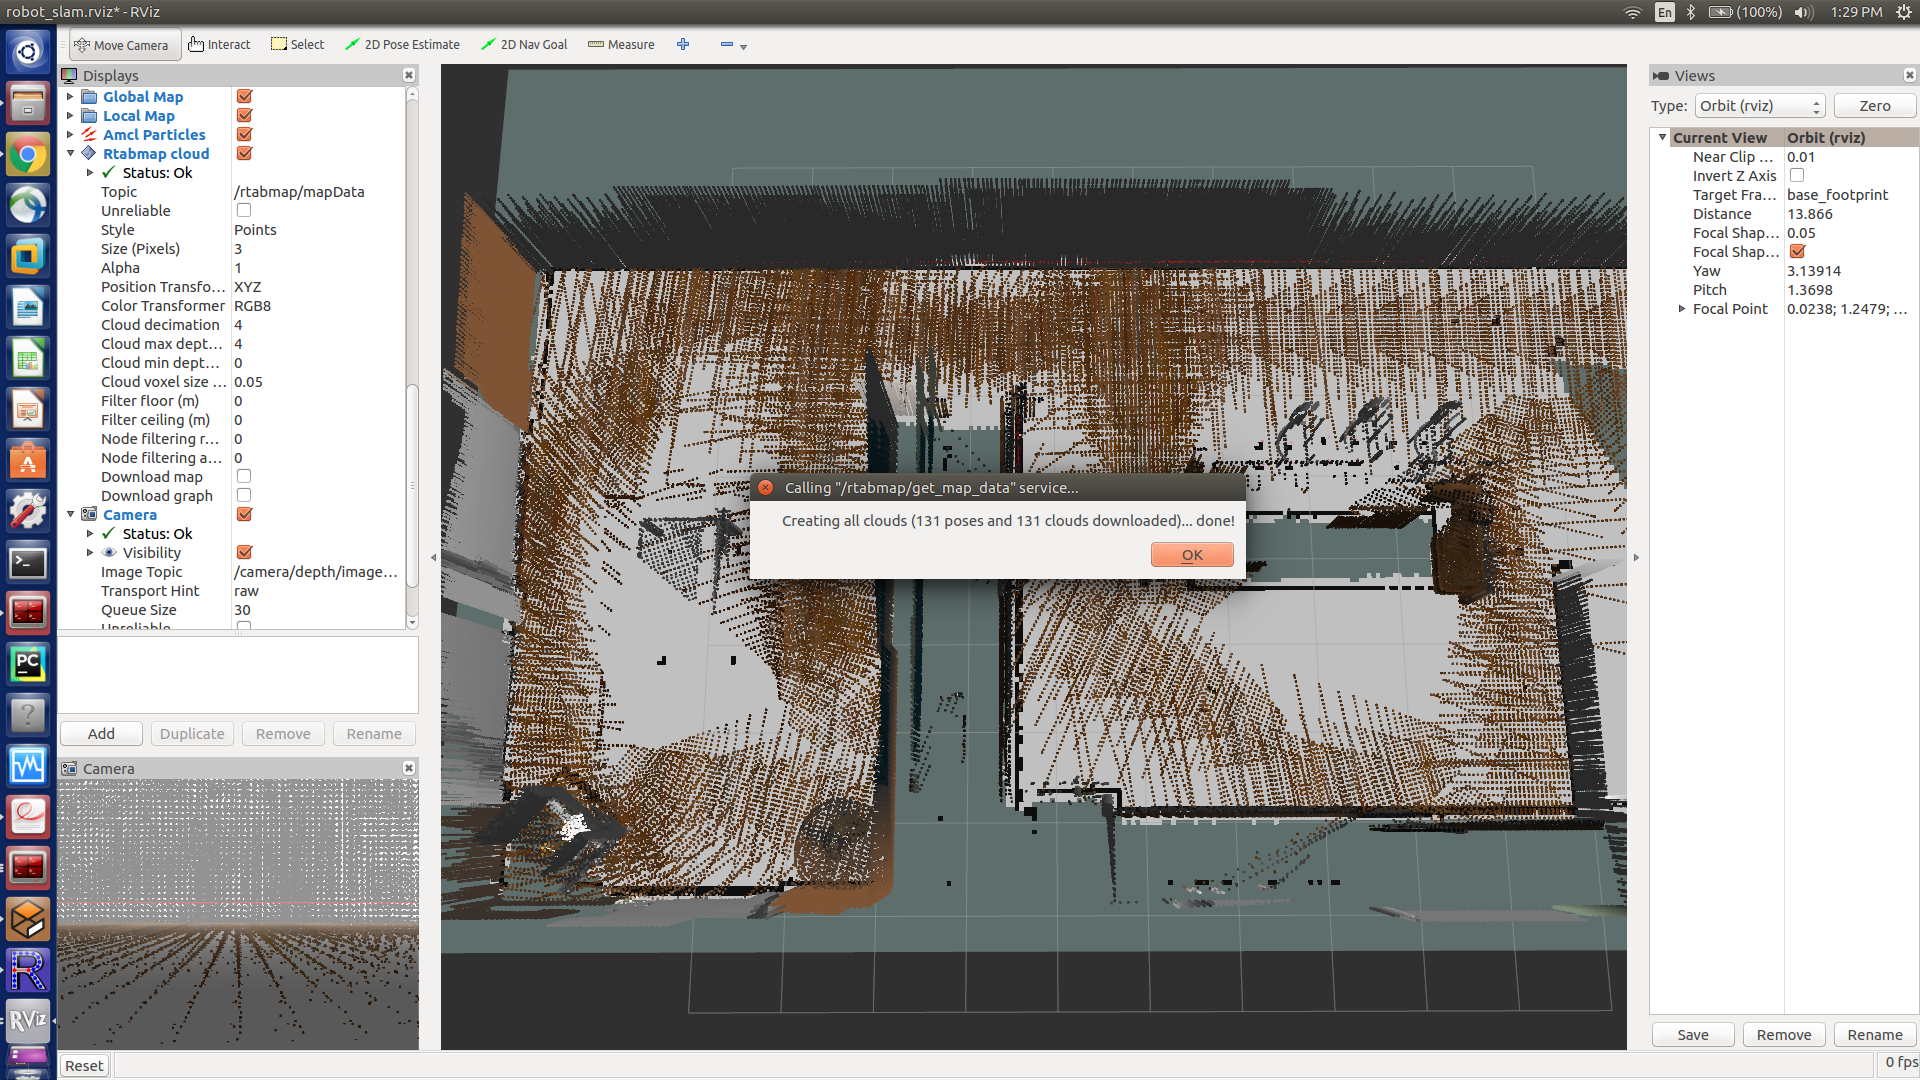 robot_slam.rviz* - RViz
En
(100%)
1:29 PM
Move Camera
Interact
Select
2D Pose Estimate
2D Nav Goal
Measure
Displays
Global Map
Local Map
Amcl Particles
Rtabmap cloud
Status: Ok
Topic /rtabmap/mapData
Unreliable
Style Points
Size (Pixels) 3
Alpha 1
Position Transfo... XYZ
Color Transformer RGB8
Cloud decimation 4
Cloud max dept... 4
Cloud min dept... 0
Cloud voxel size ... 0.05
Filter floor (m) 0
Filter ceiling (m) 0
Node filtering r... 0
Node filtering a... 0
Download map
Download graph
Camera
Status: Ok
Visibility
Image Topic /camera/depth/image...
Transport Hint raw
Queue Size 30
Unreliable
Add
Duplicate
Remove
Rename
Camera
Reset
Calling "/rtabmap/get_map_data" service...
Creating all clouds (131 poses and 131 clouds downloaded)... done!
OK
Views
Type: Orbit (rviz)
Zero
Current View Orbit (rviz)
Near Clip ... 0.01
Invert Z Axis
Target Fra... base_footprint
Distance 13.866
Focal Shap... 0.05
Focal Shap...
Yaw 3.13914
Pitch 1.3698
Focal Point 0.0238; 1.2479; ...
Save
Remove
Rename
0 fps
PC
?
R
RViz